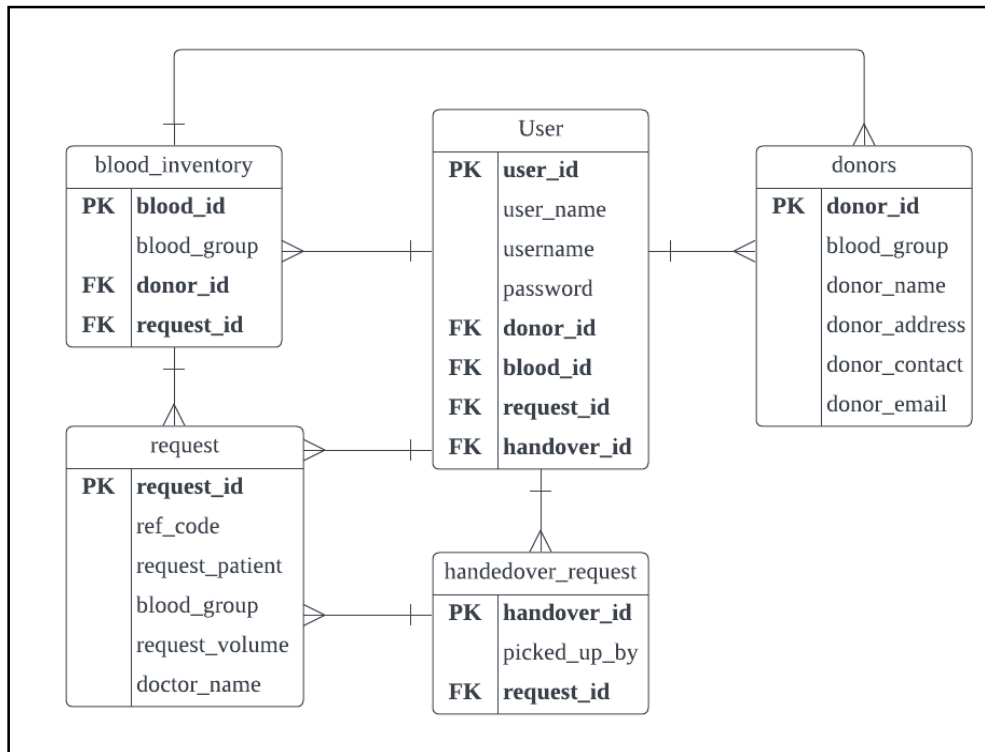 blood_inventory
PK blood_id
blood_group
FK donor_id
FK request_id
User
PK user_id
user_name
username
password
FK donor_id
FK blood_id
FK request_id
FK handover_id
donors
PK donor_id
blood_group
donor_name
donor_address
donor_contact
donor_email
request
PK request_id
ref_code
request_patient
blood_group
request_volume
doctor_name
handedover_request
PK handover_id
picked_up_by
FK request_id